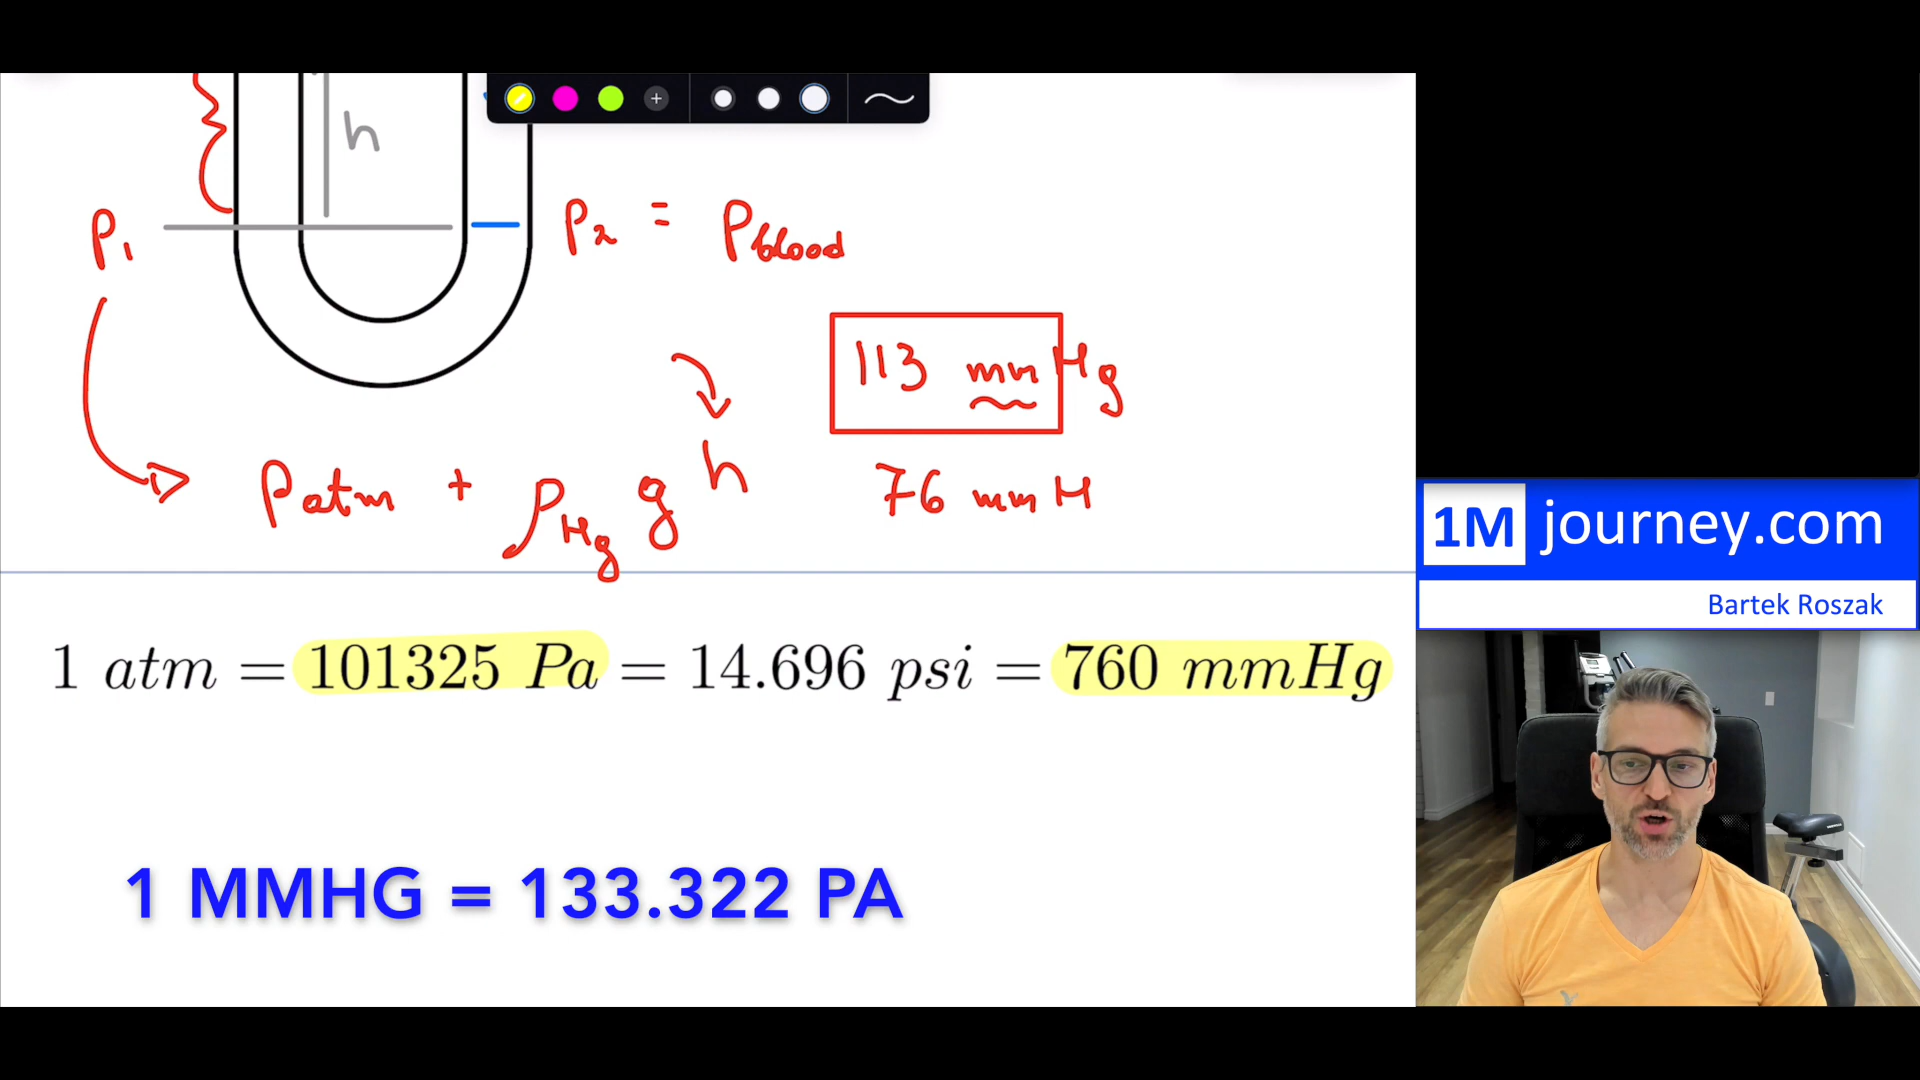 h
P1
P2 = Pblood
113 mmHg
Patm + ρHg g h
76 mm H
1 atm = 101325 Pa = 14.696 psi = 760 mmHg
1 MMHG = 133.322 PA
1M journey.com
Bartek Roszak